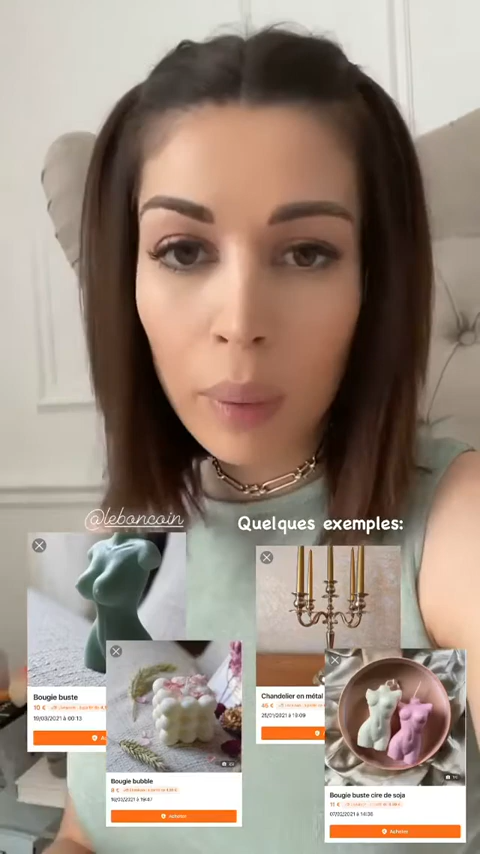 @leboncoin
Quelques exemples:
Bougie buste
10 €
19/03/2021 à 00:13
Bougie bubble
8 €
16/03/2021 à 19:47
Acheter
Chandelier en métal
45 €
25/01/2021 à 19:09
Bougie buste cire de soja
11 €
07/02/2021 à 14:36
Acheter